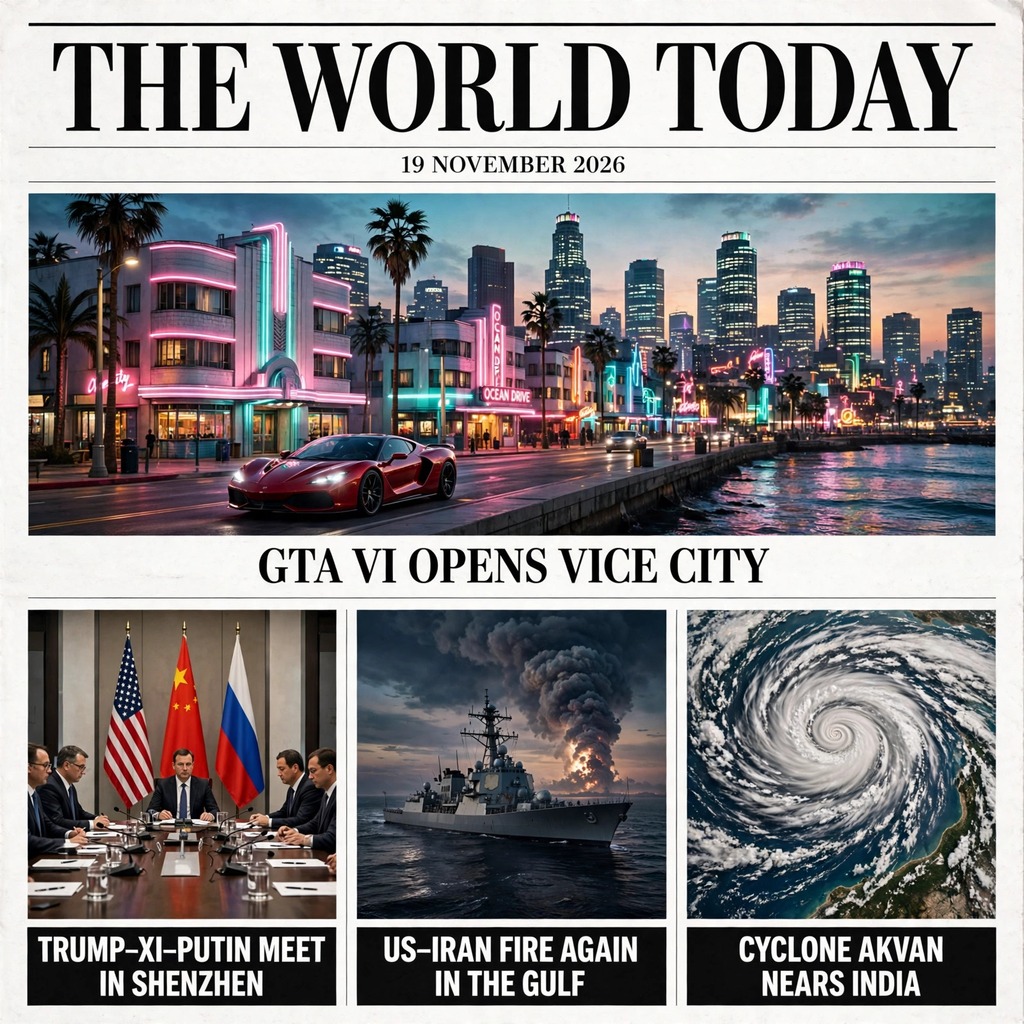 THE WORLD TODAY
19 NOVEMBER 2026
OCEAN DRIVE
GTA VI OPENS VICE CITY
TRUMP–XI–PUTIN MEET
IN SHENZHEN
US–IRAN FIRE AGAIN
IN THE GULF
CYCLONE AKVAN
NEARS INDIA